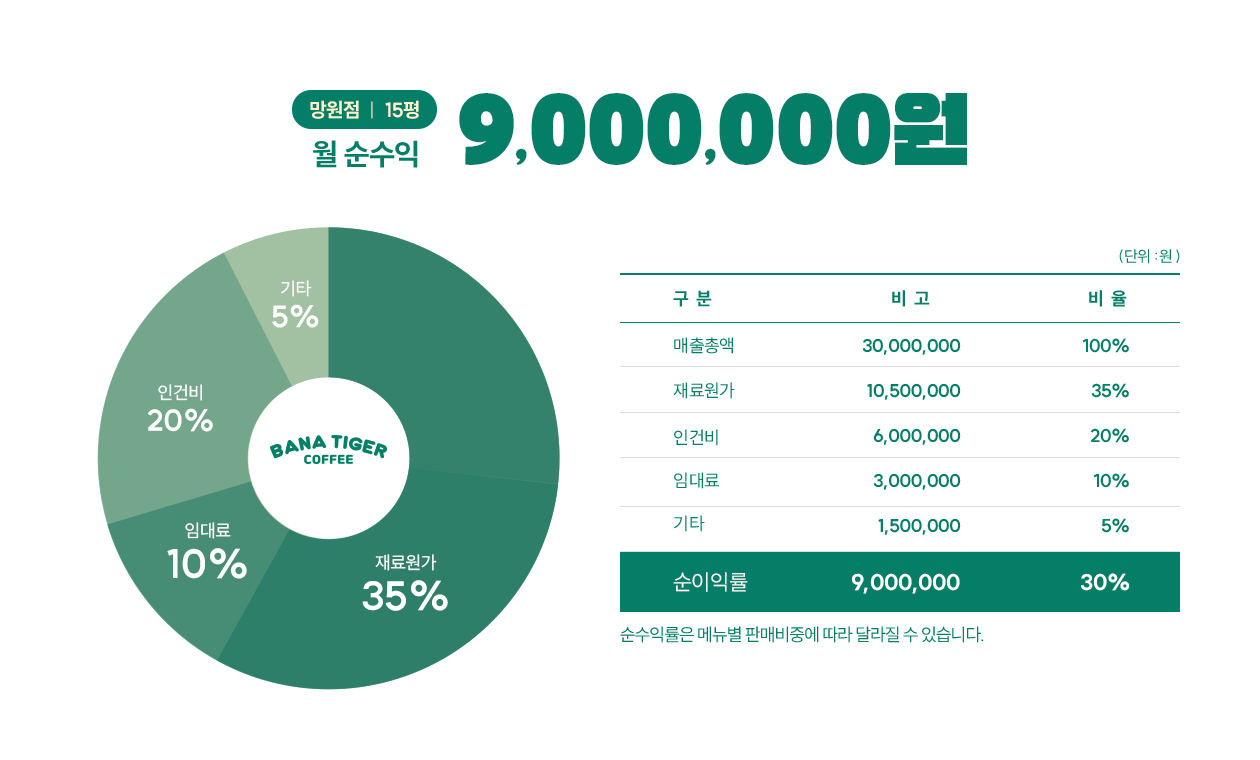 망원점 | 15평
월 순수익
9,000,000원
기타
5%
인건비
20%
임대료
10%
재료원가
35%
BANA TIGER
COFFEE
(단위 :원 )
구 분 비 고 비 율
매출총액 30,000,000 100%
재료원가 10,500,000 35%
인건비 6,000,000 20%
임대료 3,000,000 10%
기타 1,500,000 5%
순이익률 9,000,000 30%
순수익률은 메뉴별 판매비중에 따라 달라질 수 있습니다.